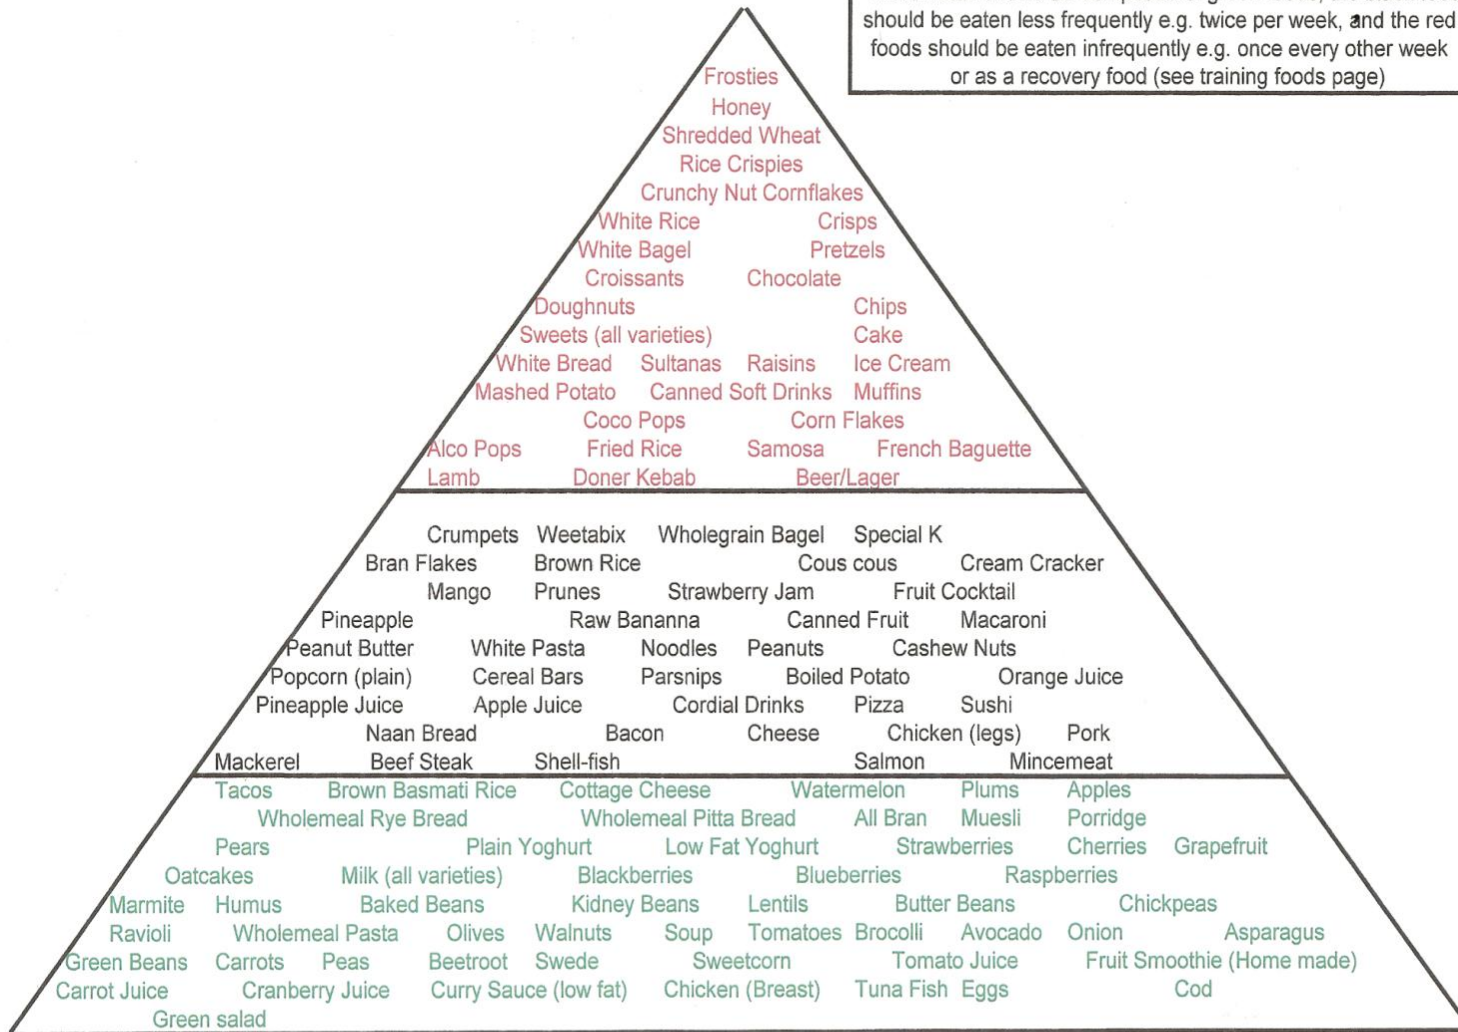 should be eaten less frequently e.g. twice per week, and the red
foods should be eaten infrequently e.g. once every other week
or as a recovery food (see training foods page)
Frosties
Honey
Shredded Wheat
Rice Crispies
Crunchy Nut Cornflakes
White Rice Crisps
White Bagel Pretzels
Croissants Chocolate
Doughnuts Chips
Sweets (all varieties) Cake
White Bread Sultanas Raisins Ice Cream
Mashed Potato Canned Soft Drinks Muffins
Coco Pops Corn Flakes
Alco Pops Fried Rice Samosa French Baguette
Lamb Doner Kebab Beer/Lager
Crumpets Weetabix Wholegrain Bagel Special K
Bran Flakes Brown Rice Cous cous Cream Cracker
Mango Prunes Strawberry Jam Fruit Cocktail
Pineapple Raw Bananna Canned Fruit Macaroni
Peanut Butter White Pasta Noodles Peanuts Cashew Nuts
Popcorn (plain) Cereal Bars Parsnips Boiled Potato Orange Juice
Pineapple Juice Apple Juice Cordial Drinks Pizza Sushi
Naan Bread Bacon Cheese Chicken (legs) Pork
Mackerel Beef Steak Shell-fish Salmon Mincemeat
Tacos Brown Basmati Rice Cottage Cheese Watermelon Plums Apples
Wholemeal Rye Bread Wholemeal Pitta Bread All Bran Muesli Porridge
Pears Plain Yoghurt Low Fat Yoghurt Strawberries Cherries Grapefruit
Oatcakes Milk (all varieties) Blackberries Blueberries Raspberries
Marmite Humus Baked Beans Kidney Beans Lentils Butter Beans Chickpeas
Ravioli Wholemeal Pasta Olives Walnuts Soup Tomatoes Brocolli Avocado Onion Asparagus
Green Beans Carrots Peas Beetroot Swede Sweetcorn Tomato Juice Fruit Smoothie (Home made)
Carrot Juice Cranberry Juice Curry Sauce (low fat) Chicken (Breast) Tuna Fish Eggs Cod
Green salad